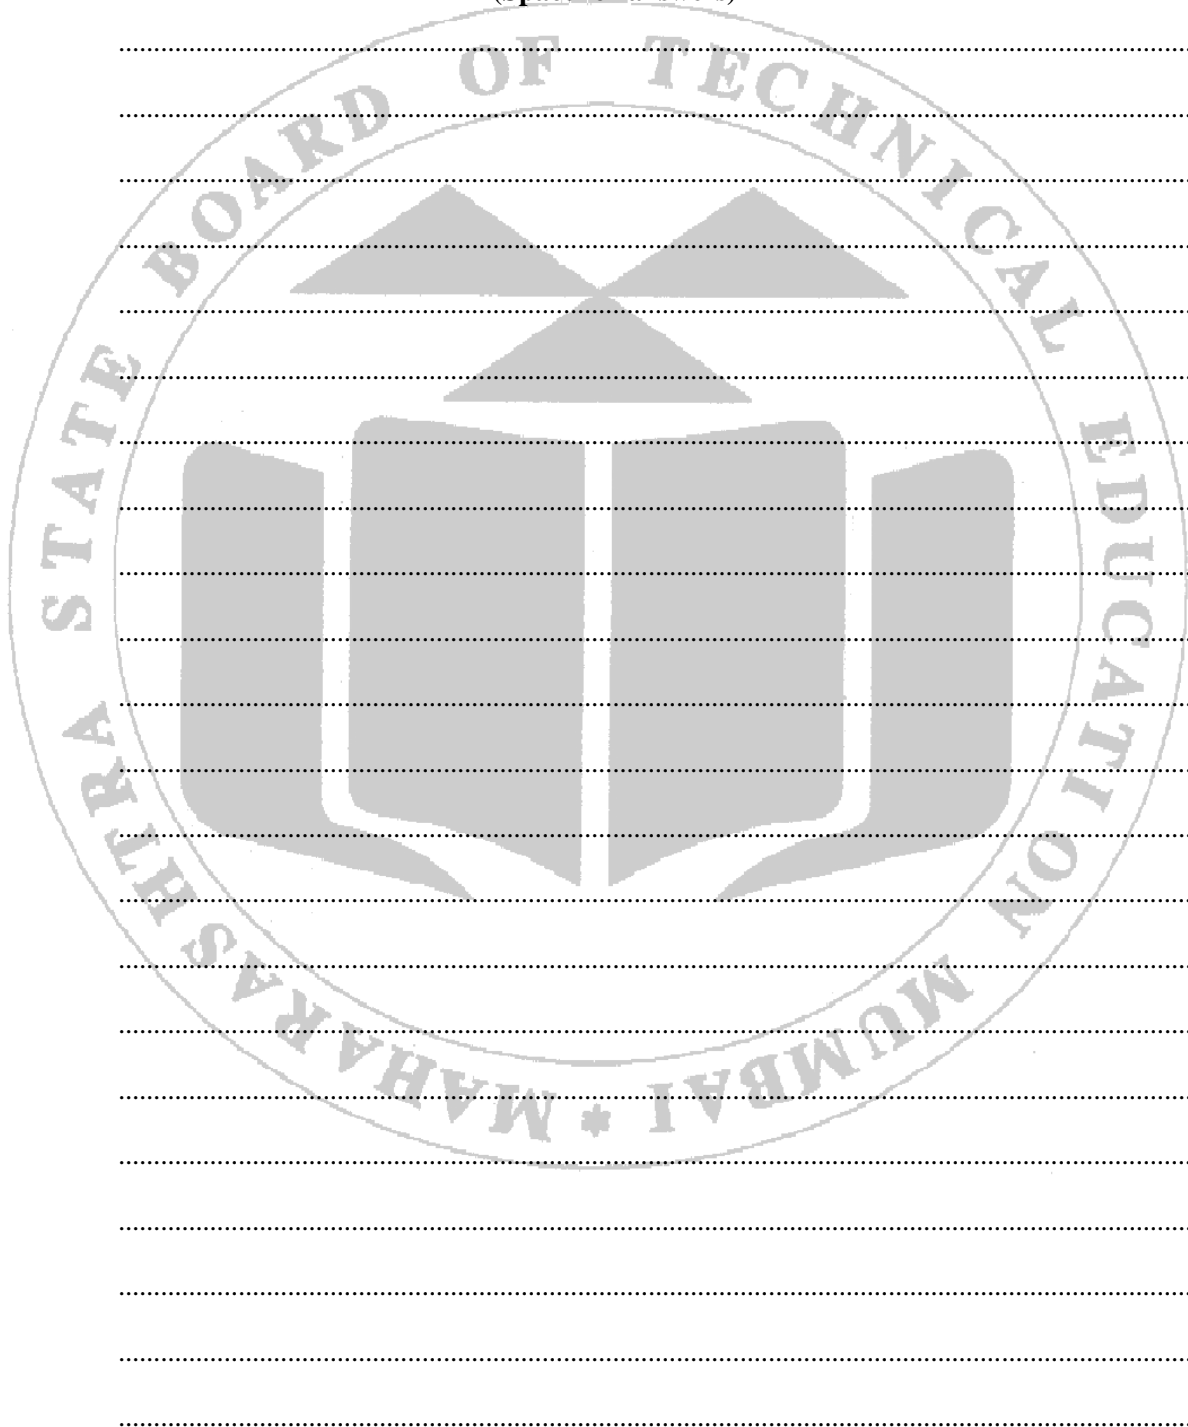 (Space for answers)
MAHARASHTRA STATE BOARD OF TECHNICAL EDUCATION MUMBAI *